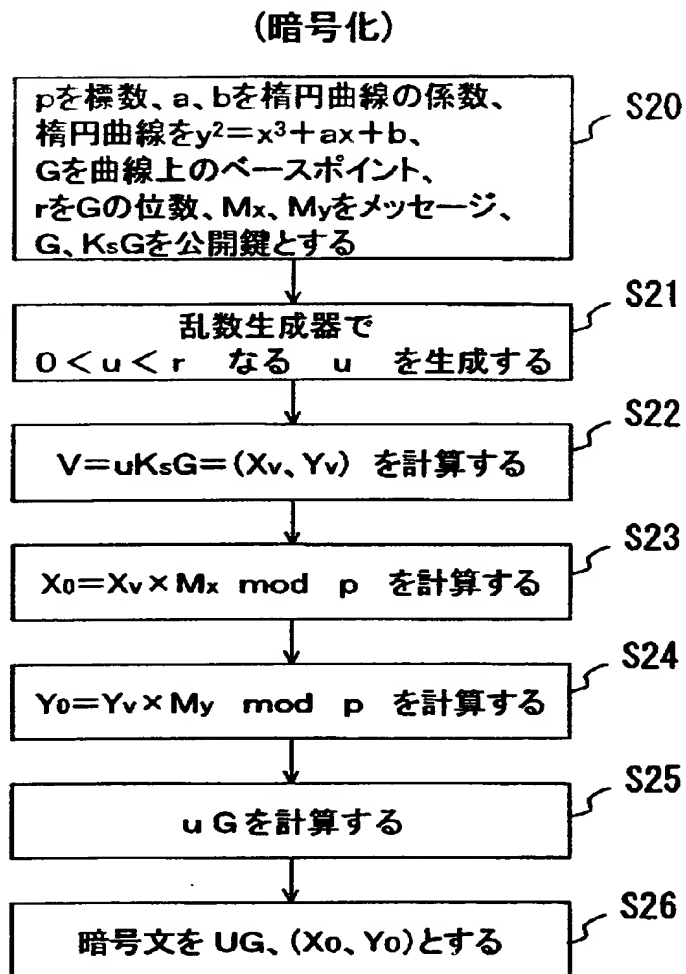 (暗号化)
pを標数、a、bを楕円曲線の係数、
楕円曲線をy²=x³+ax+b、
Gを曲線上のベースポイント、
rをGの位数、Mx、Myをメッセージ、
G、KsGを公開鍵とする
S20
乱数生成器で
0<u<r なる u を生成する
S21
V=uKsG=(Xv、Yv) を計算する
S22
X0=Xv×Mx mod p を計算する
S23
Y0=Yv×My mod p を計算する
S24
uGを計算する
S25
暗号文をUG、(X0、Y0)とする
S26